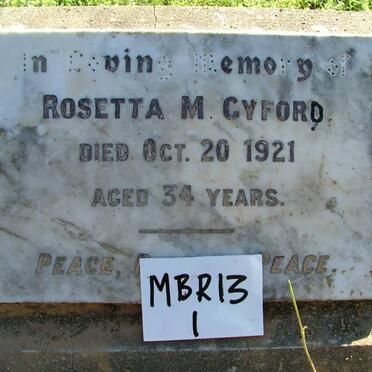 In Loving Memory of
ROSETTA M. CYFORD
DIED OCT. 20 1921
AGED 34 YEARS.
PEACE, PEACE
MBR13
1